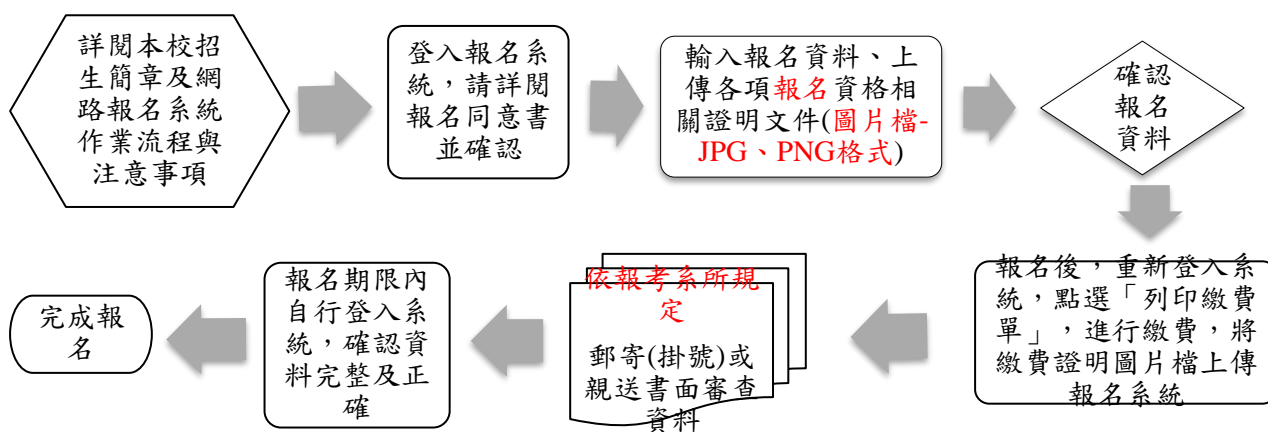 詳閱本校招
生簡章及網
路報名系統
作業流程與
注意事項
登入報名系
統，請詳閱
報名同意書
並確認
輸入報名資料、上
傳各項報名資格相
關證明文件(圖片檔-
JPG、PNG格式)
確認
報名
資料
報名後，重新登入系
統，點選「列印繳費
單」，進行繳費，將
繳費證明圖片檔上傳
報名系統
依報考系所規
定
郵寄(掛號)或
親送書面審查
資料
報名期限內
自行登入系
統，確認資
料完整及正
確
完成報
名